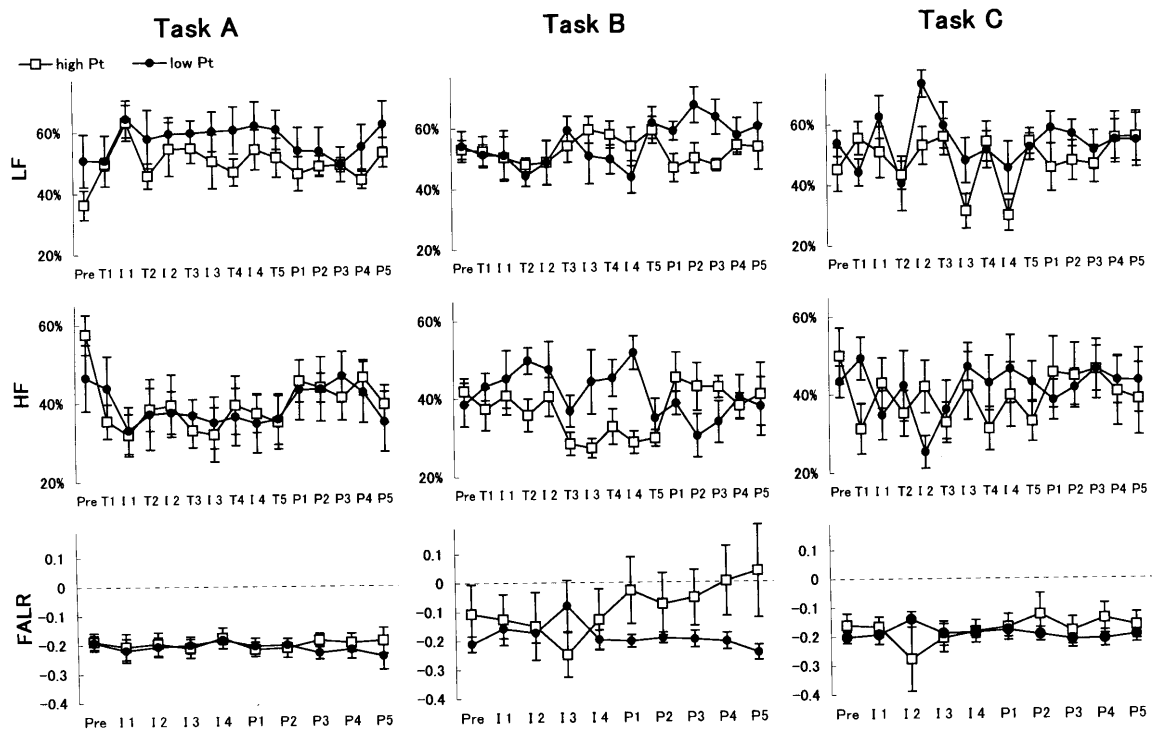 Task A
Task B
Task C
high Pt
low Pt
LF
60%
40%
20%
Pre T1 I1 T2 I2 T3 I3 T4 I4 T5 P1 P2 P3 P4 P5
60%
40%
20%
Pre T1 I1 T2 I2 T3 I3 T4 I4 T5 P1 P2 P3 P4 P5
60%
40%
20%
Pre T1 I1 T2 I2 T3 I3 T4 I4 T5 P1 P2 P3 P4 P5
HF
60%
40%
20%
Pre T1 I1 T2 I2 T3 I3 T4 I4 T5 P1 P2 P3 P4 P5
60%
40%
20%
Pre T1 I1 T2 I2 T3 I3 T4 I4 T5 P1 P2 P3 P4 P5
60%
40%
20%
Pre T1 I1 T2 I2 T3 I3 T4 I4 T5 P1 P2 P3 P4 P5
FALR
0.1
0
-0.1
-0.2
-0.3
-0.4
Pre I1 I2 I3 I4 P1 P2 P3 P4 P5
0.1
0
-0.1
-0.2
-0.3
-0.4
Pre I1 I2 I3 I4 P1 P2 P3 P4 P5
0.1
0
-0.1
-0.2
-0.3
-0.4
Pre I1 I2 I3 I4 P1 P2 P3 P4 P5